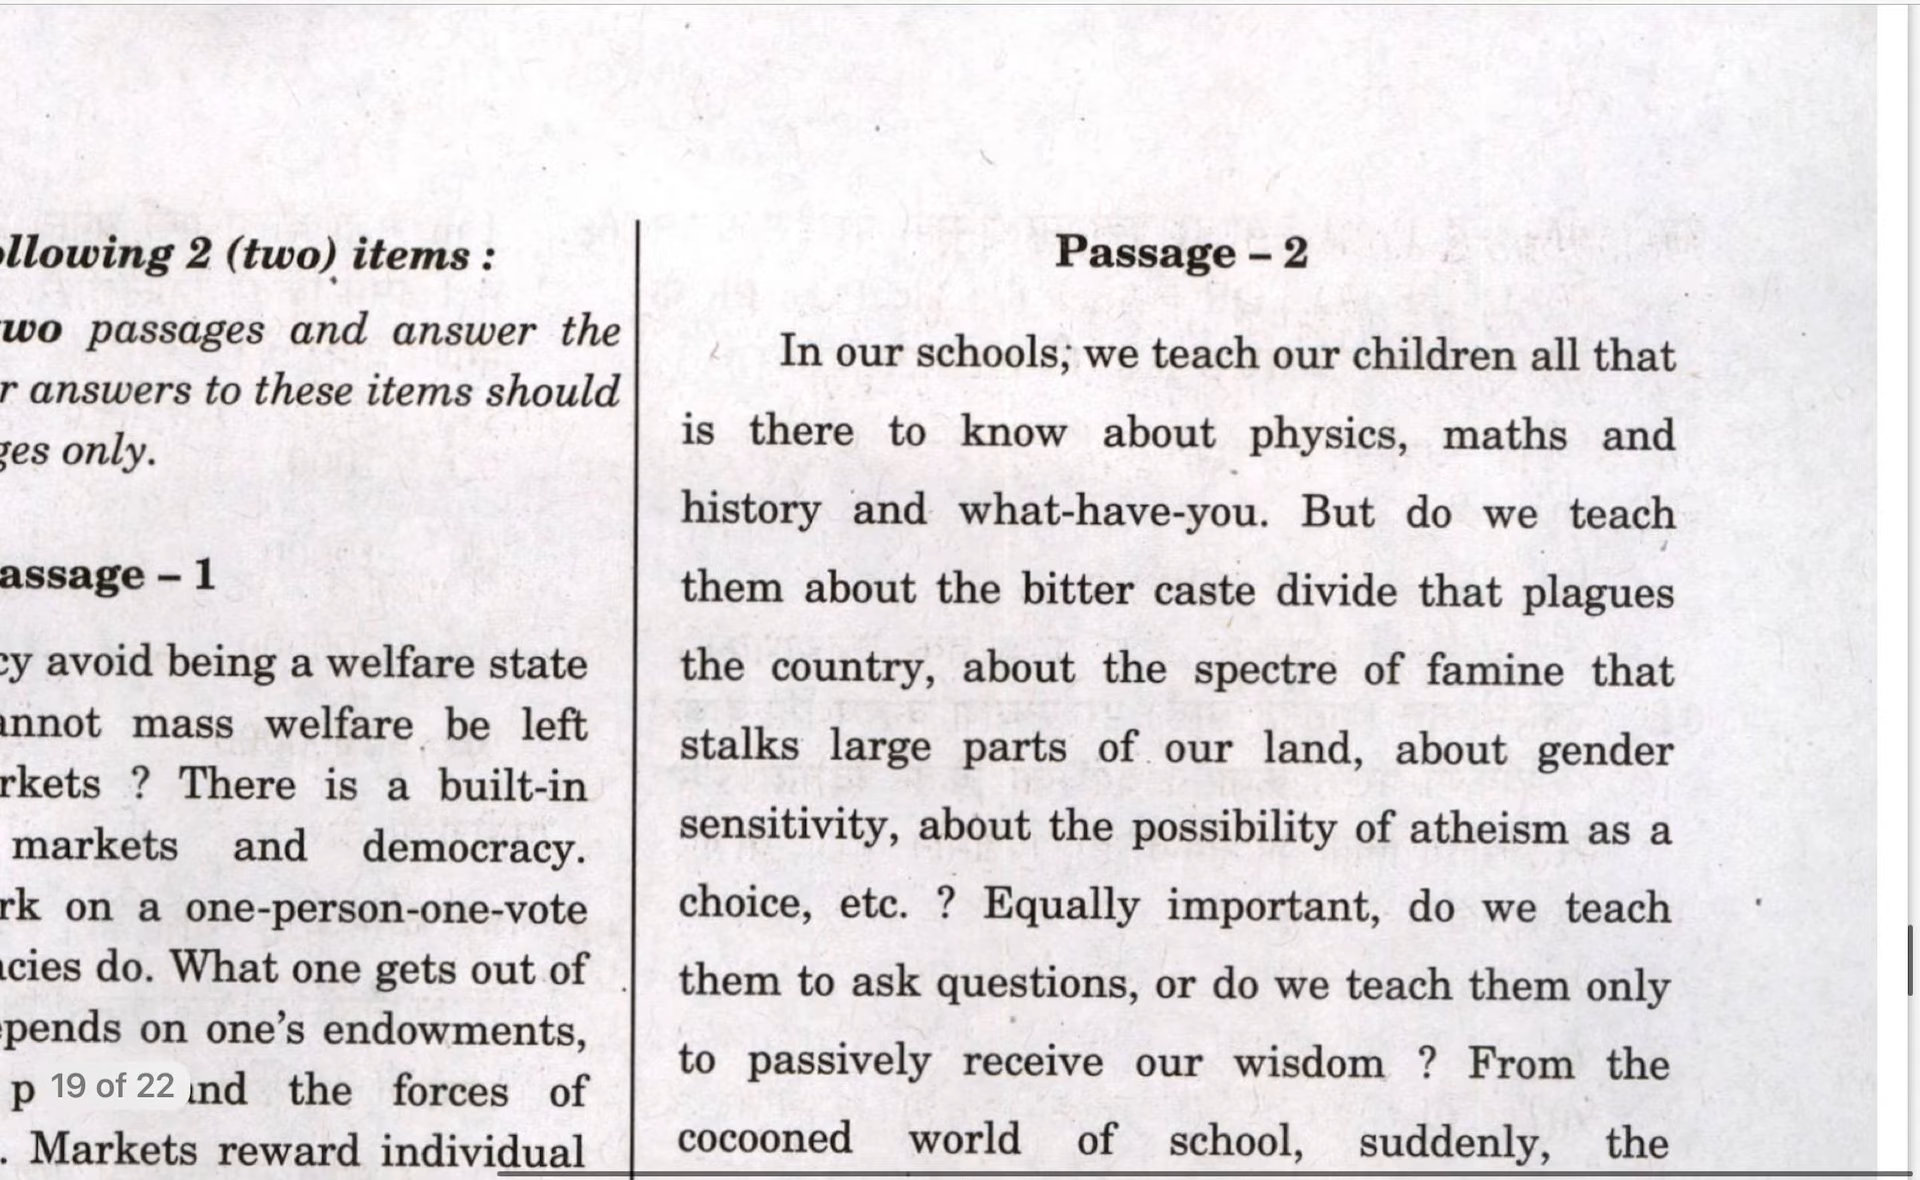 llowing 2 (two) items :
wo passages and answer the
r answers to these items should
ges only.
assage – 1
cy avoid being a welfare state
annot mass welfare be left
rkets ? There is a built-in
markets and democracy.
rk on a one-person-one-vote
cies do. What one gets out of
pends on one's endowments,
p 19 of 22 and the forces of
. Markets reward individual
Passage – 2
In our schools, we teach our children all that
is there to know about physics, maths and
history and what-have-you. But do we teach
them about the bitter caste divide that plagues
the country, about the spectre of famine that
stalks large parts of our land, about gender
sensitivity, about the possibility of atheism as a
choice, etc. ? Equally important, do we teach
them to ask questions, or do we teach them only
to passively receive our wisdom ? From the
cocooned world of school, suddenly, the